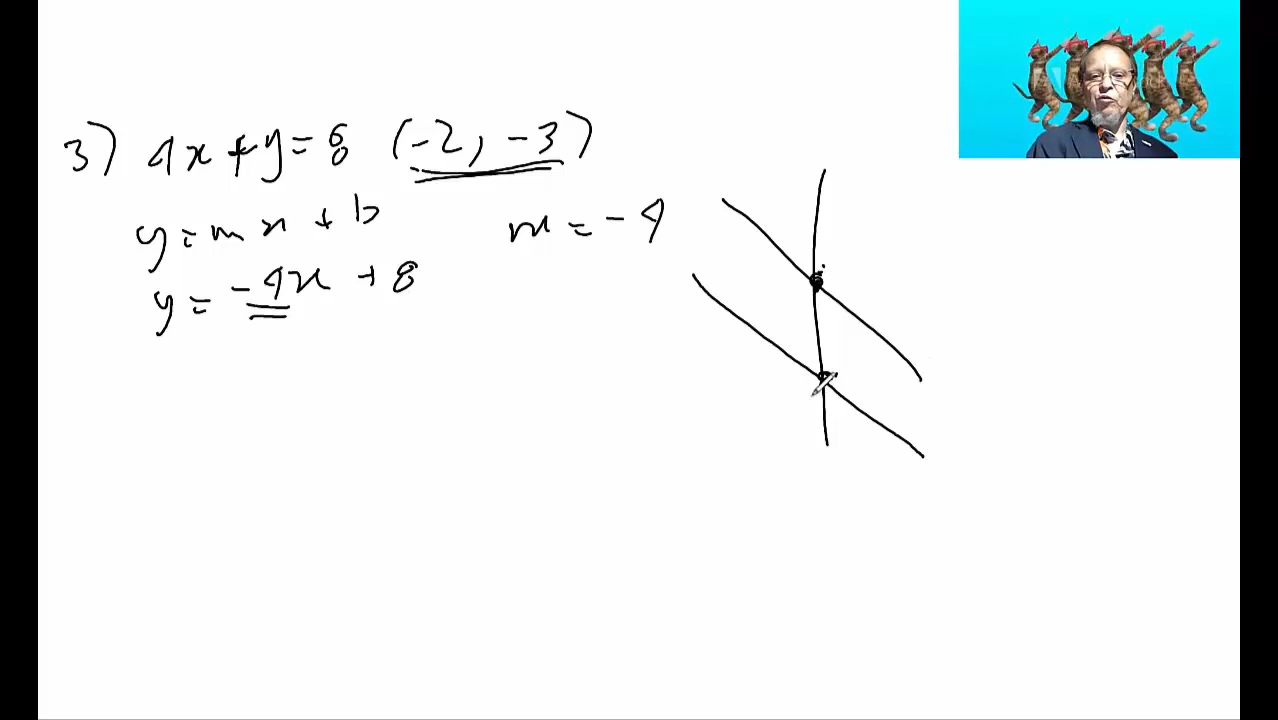 3) 4x + y = 8 (-2, -3)
y = mx + b
m = -4
y = -4x + 8